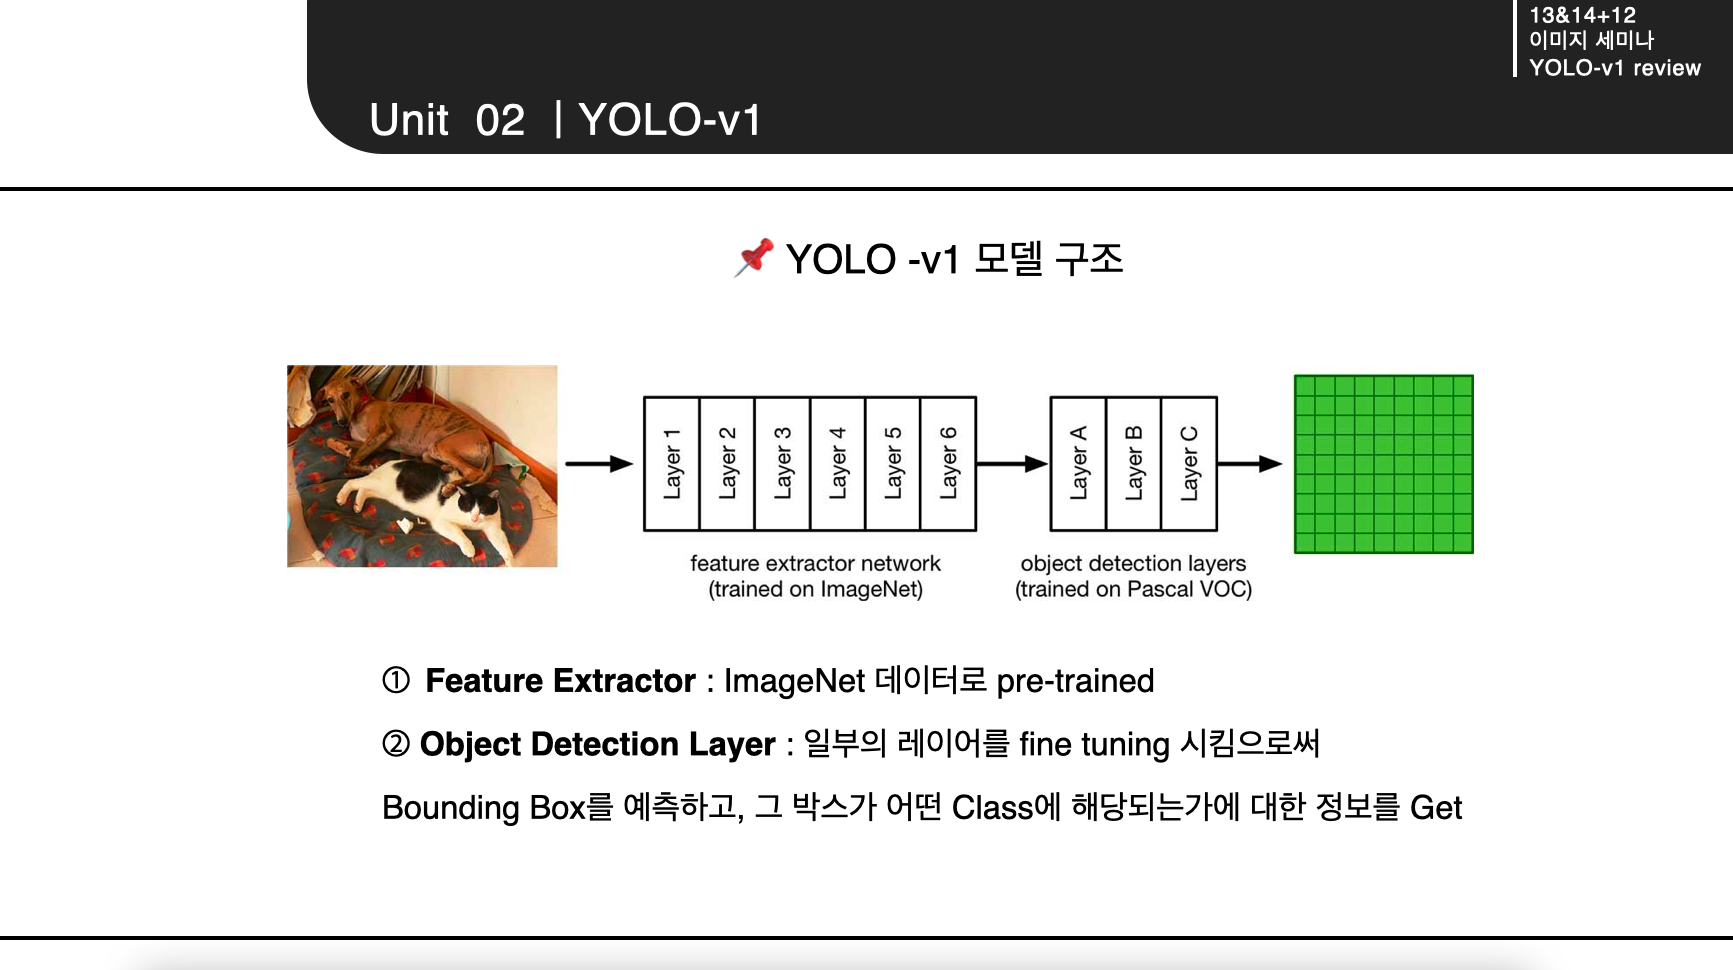 13&14+12
이미지 세미나
YOLO-v1 review
Unit 02 | YOLO-v1
📌 YOLO -v1 모델 구조
Layer 1
Layer 2
Layer 3
Layer 4
Layer 5
Layer 6
Layer A
Layer B
Layer C
feature extractor network
(trained on ImageNet)
object detection layers
(trained on Pascal VOC)
① Feature Extractor : ImageNet 데이터로 pre-trained
② Object Detection Layer : 일부의 레이어를 fine tuning 시킴으로써
Bounding Box를 예측하고, 그 박스가 어떤 Class에 해당되는가에 대한 정보를 Get